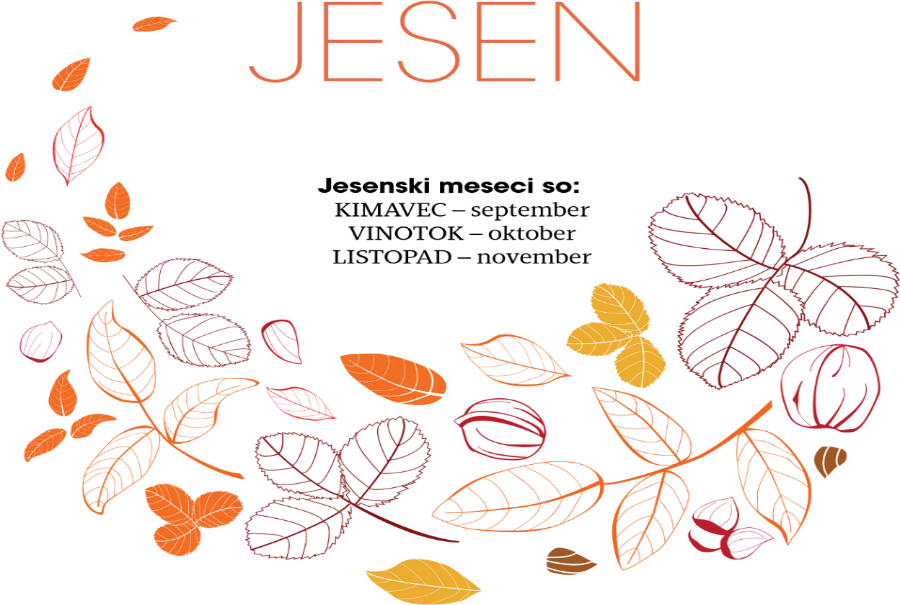 JESEN
Jesenski meseci so:
KIMAVEC – september
VINOTOK – oktober
LISTOPAD – november